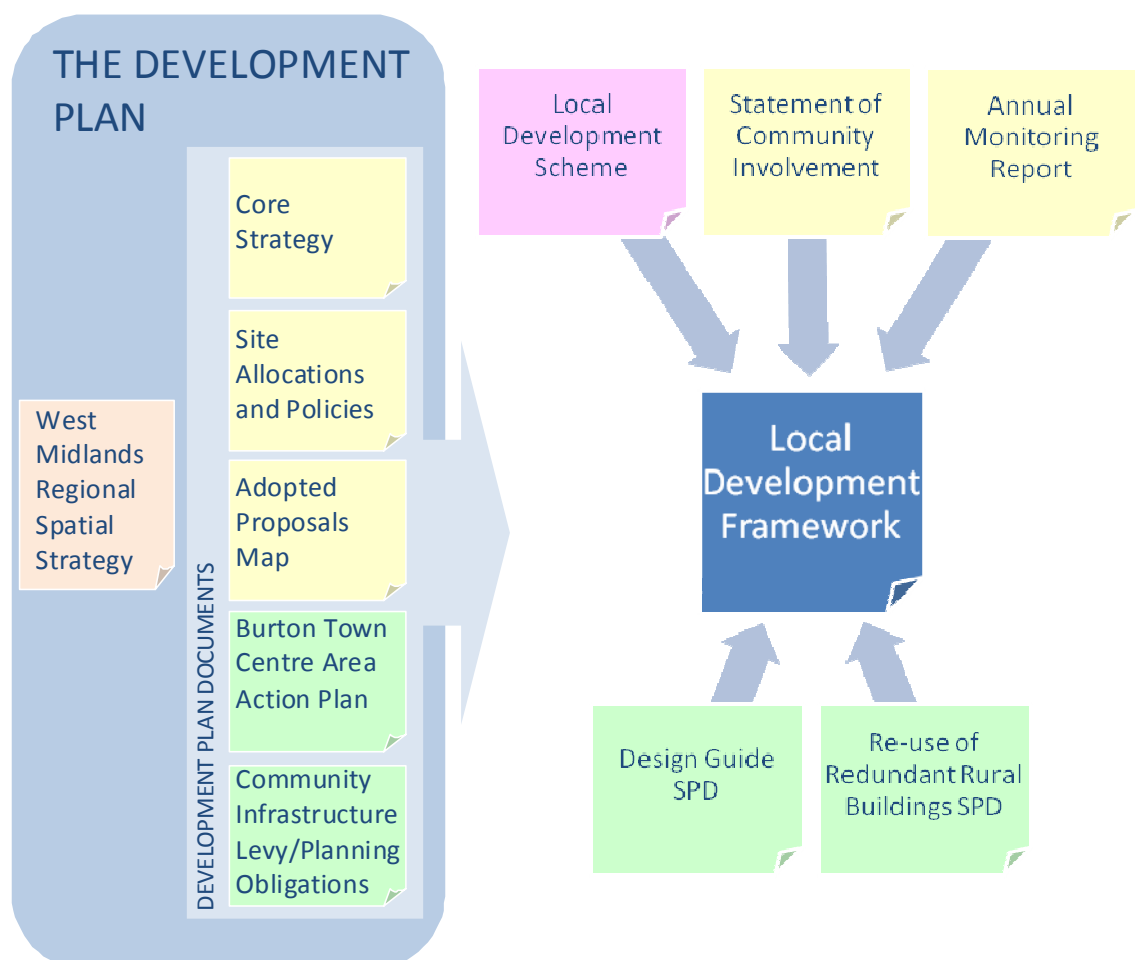 THE DEVELOPMENT
PLAN
West
Midlands
Regional
Spatial
Strategy
DEVELOPMENT PLAN DOCUMENTS
Core
Strategy
Site
Allocations
and Policies
Adopted
Proposals
Map
Burton Town
Centre Area
Action Plan
Community
Infrastructure
Levy/Planning
Obligations
Local
Development
Scheme
Statement of
Community
Involvement
Annual
Monitoring
Report
Local
Development
Framework
Design Guide
SPD
Re-use of
Redundant Rural
Buildings SPD